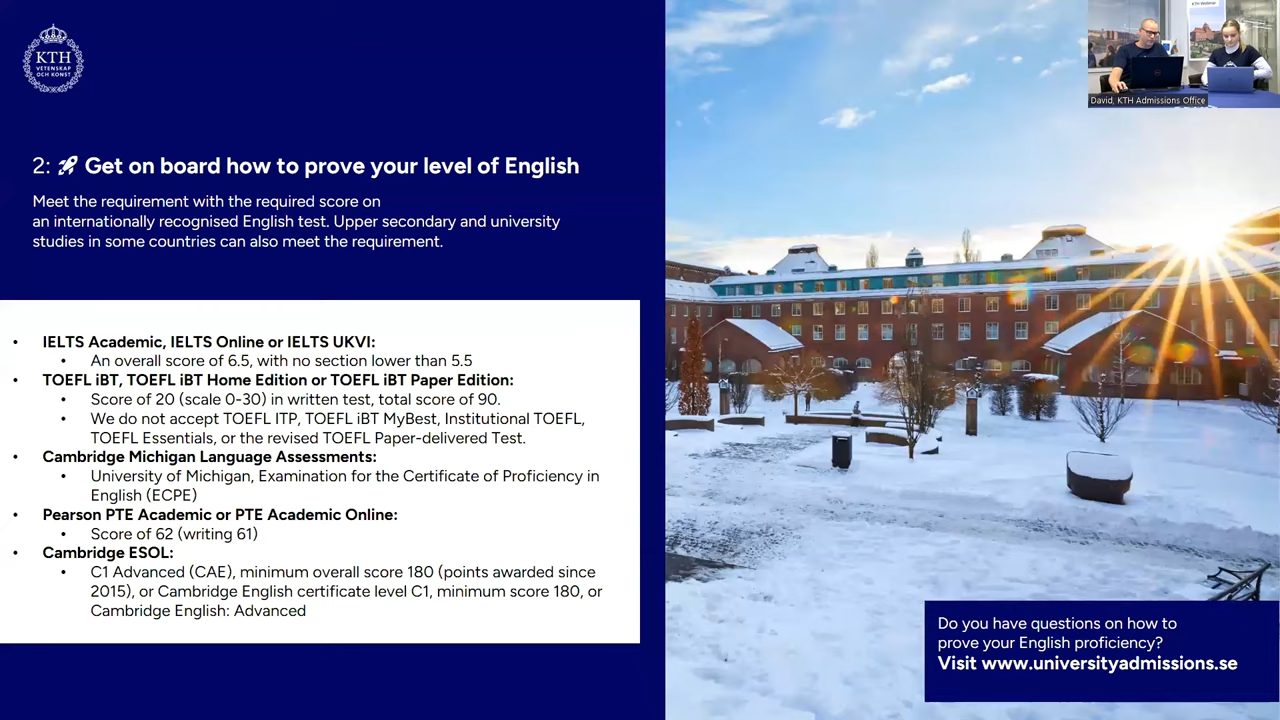 KTH
VETENSKAP
OCH KONST
2: 🚀 Get on board how to prove your level of English
Meet the requirement with the required score on
an internationally recognised English test. Upper secondary and university
studies in some countries can also meet the requirement.
• IELTS Academic, IELTS Online or IELTS UKVI:
• An overall score of 6.5, with no section lower than 5.5
• TOEFL iBT, TOEFL iBT Home Edition or TOEFL iBT Paper Edition:
• Score of 20 (scale 0-30) in written test, total score of 90.
• We do not accept TOEFL ITP, TOEFL iBT MyBest, Institutional TOEFL,
TOEFL Essentials, or the revised TOEFL Paper-delivered Test.
• Cambridge Michigan Language Assessments:
• University of Michigan, Examination for the Certificate of Proficiency in
English (ECPE)
• Pearson PTE Academic or PTE Academic Online:
• Score of 62 (writing 61)
• Cambridge ESOL:
• C1 Advanced (CAE), minimum overall score 180 (points awarded since
2015), or Cambridge English certificate level C1, minimum score 180, or
Cambridge English: Advanced
KTH Webinar
David, KTH Admissions Office
Do you have questions on how to
prove your English proficiency?
Visit www.universityadmissions.se